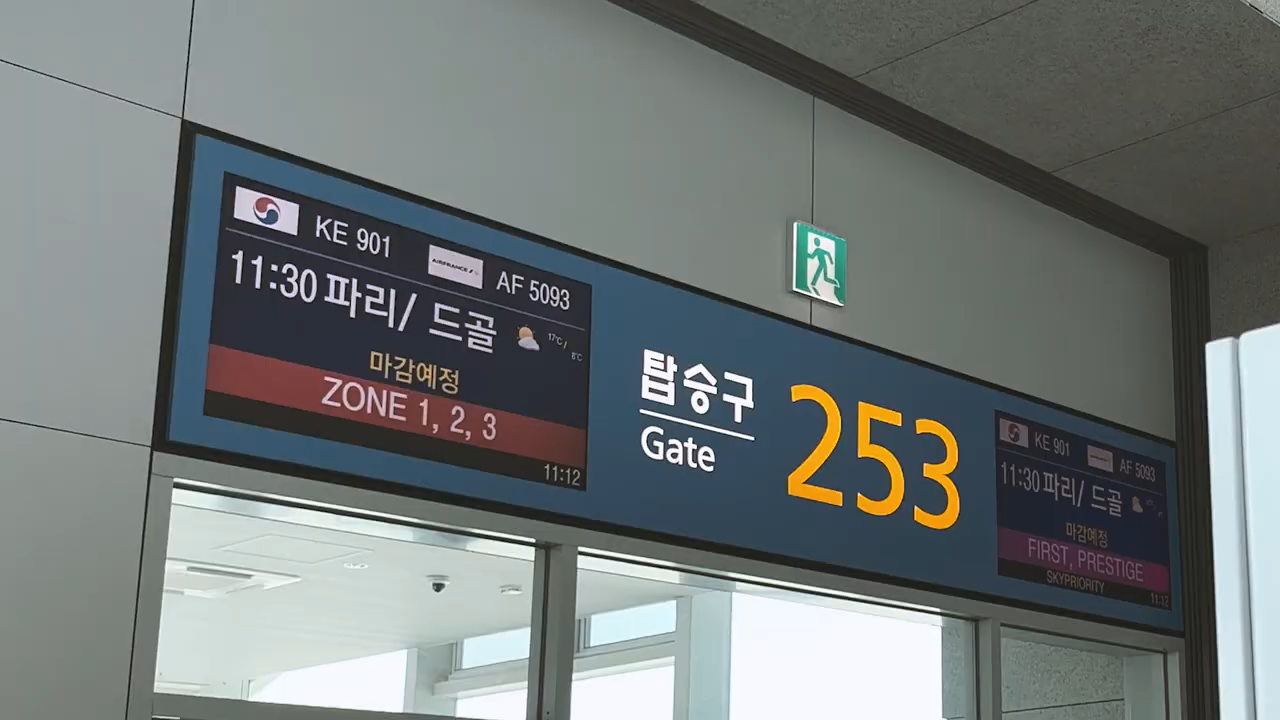 KE 901
AIRFRANCE
AF 5093
11:30 파리/ 드골
17℃/
8℃
마감예정
ZONE 1, 2, 3
11:12
탑승구
Gate
253
KE 901
AF 5093
11:30 파리/ 드골
마감예정
FIRST, PRESTIGE
SKYPRIORITY
11:12